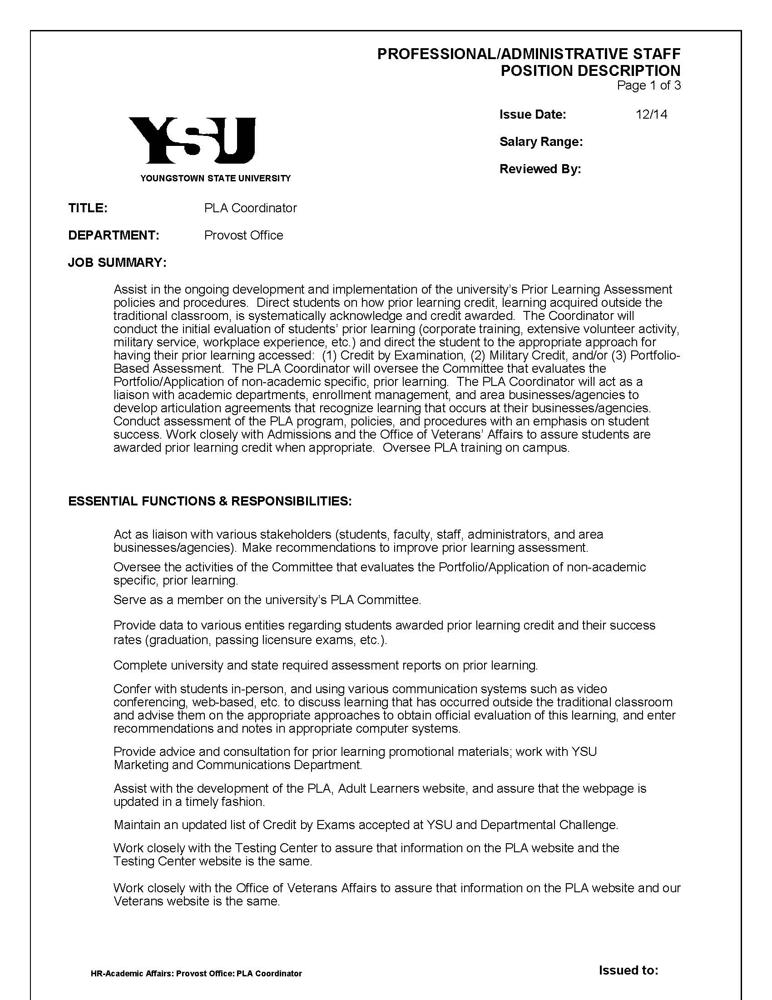 PROFESSIONAL/ADMINISTRATIVE STAFF
POSITION DESCRIPTION
Page 1 of 3
Issue Date: 12/14
Salary Range:
Reviewed By:
YSU
YOUNGSTOWN STATE UNIVERSITY
TITLE: PLA Coordinator
DEPARTMENT: Provost Office
JOB SUMMARY:
Assist in the ongoing development and implementation of the university’s Prior Learning Assessment
policies and procedures.  Direct students on how prior learning credit, learning acquired outside the
traditional classroom, is systematically acknowledge and credit awarded.  The Coordinator will
conduct the initial evaluation of students’ prior learning (corporate training, extensive volunteer activity,
military service, workplace experience, etc.) and direct the student to the appropriate approach for
having their prior learning accessed:  (1) Credit by Examination, (2) Military Credit, and/or (3) Portfolio-
Based Assessment.  The PLA Coordinator will oversee the Committee that evaluates the
Portfolio/Application of non-academic specific, prior learning.  The PLA Coordinator will act as a
liaison with academic departments, enrollment management, and area businesses/agencies to
develop articulation agreements that recognize learning that occurs at their businesses/agencies.
Conduct assessment of the PLA program, policies, and procedures with an emphasis on student
success. Work closely with Admissions and the Office of Veterans’ Affairs to assure students are
awarded prior learning credit when appropriate.  Oversee PLA training on campus.
ESSENTIAL FUNCTIONS & RESPONSIBILITIES:
Act as liaison with various stakeholders (students, faculty, staff, administrators, and area
businesses/agencies). Make recommendations to improve prior learning assessment.
Oversee the activities of the Committee that evaluates the Portfolio/Application of non-academic
specific, prior learning.
Serve as a member on the university’s PLA Committee.
Provide data to various entities regarding students awarded prior learning credit and their success
rates (graduation, passing licensure exams, etc.).
Complete university and state required assessment reports on prior learning.
Confer with students in-person, and using various communication systems such as video
conferencing, web-based, etc. to discuss learning that has occurred outside the traditional classroom
and advise them on the appropriate approaches to obtain official evaluation of this learning, and enter
recommendations and notes in appropriate computer systems.
Provide advice and consultation for prior learning promotional materials; work with YSU
Marketing and Communications Department.
Assist with the development of the PLA, Adult Learners website, and assure that the webpage is
updated in a timely fashion.
Maintain an updated list of Credit by Exams accepted at YSU and Departmental Challenge.
Work closely with the Testing Center to assure that information on the PLA website and the
Testing Center website is the same.
Work closely with the Office of Veterans Affairs to assure that information on the PLA website and our
Veterans website is the same.
HR-Academic Affairs: Provost Office: PLA Coordinator
Issued to: